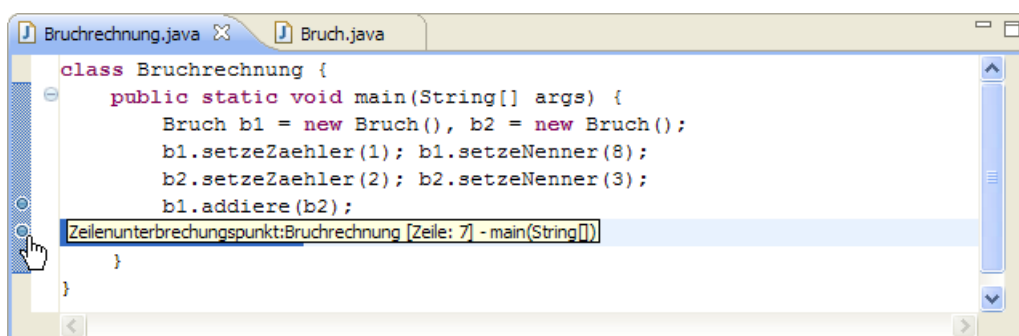 Bruchrechnung.java Bruch.java
class Bruchrechnung {
public static void main(String[] args) {
Bruch b1 = new Bruch(), b2 = new Bruch();
b1.setzeZaehler(1); b1.setzeNenner(8);
b2.setzeZaehler(2); b2.setzeNenner(3);
b1.addiere(b2);
Zeilenunterbrechungspunkt:Bruchrechnung [Zeile: 7] - main(String[])
}
}